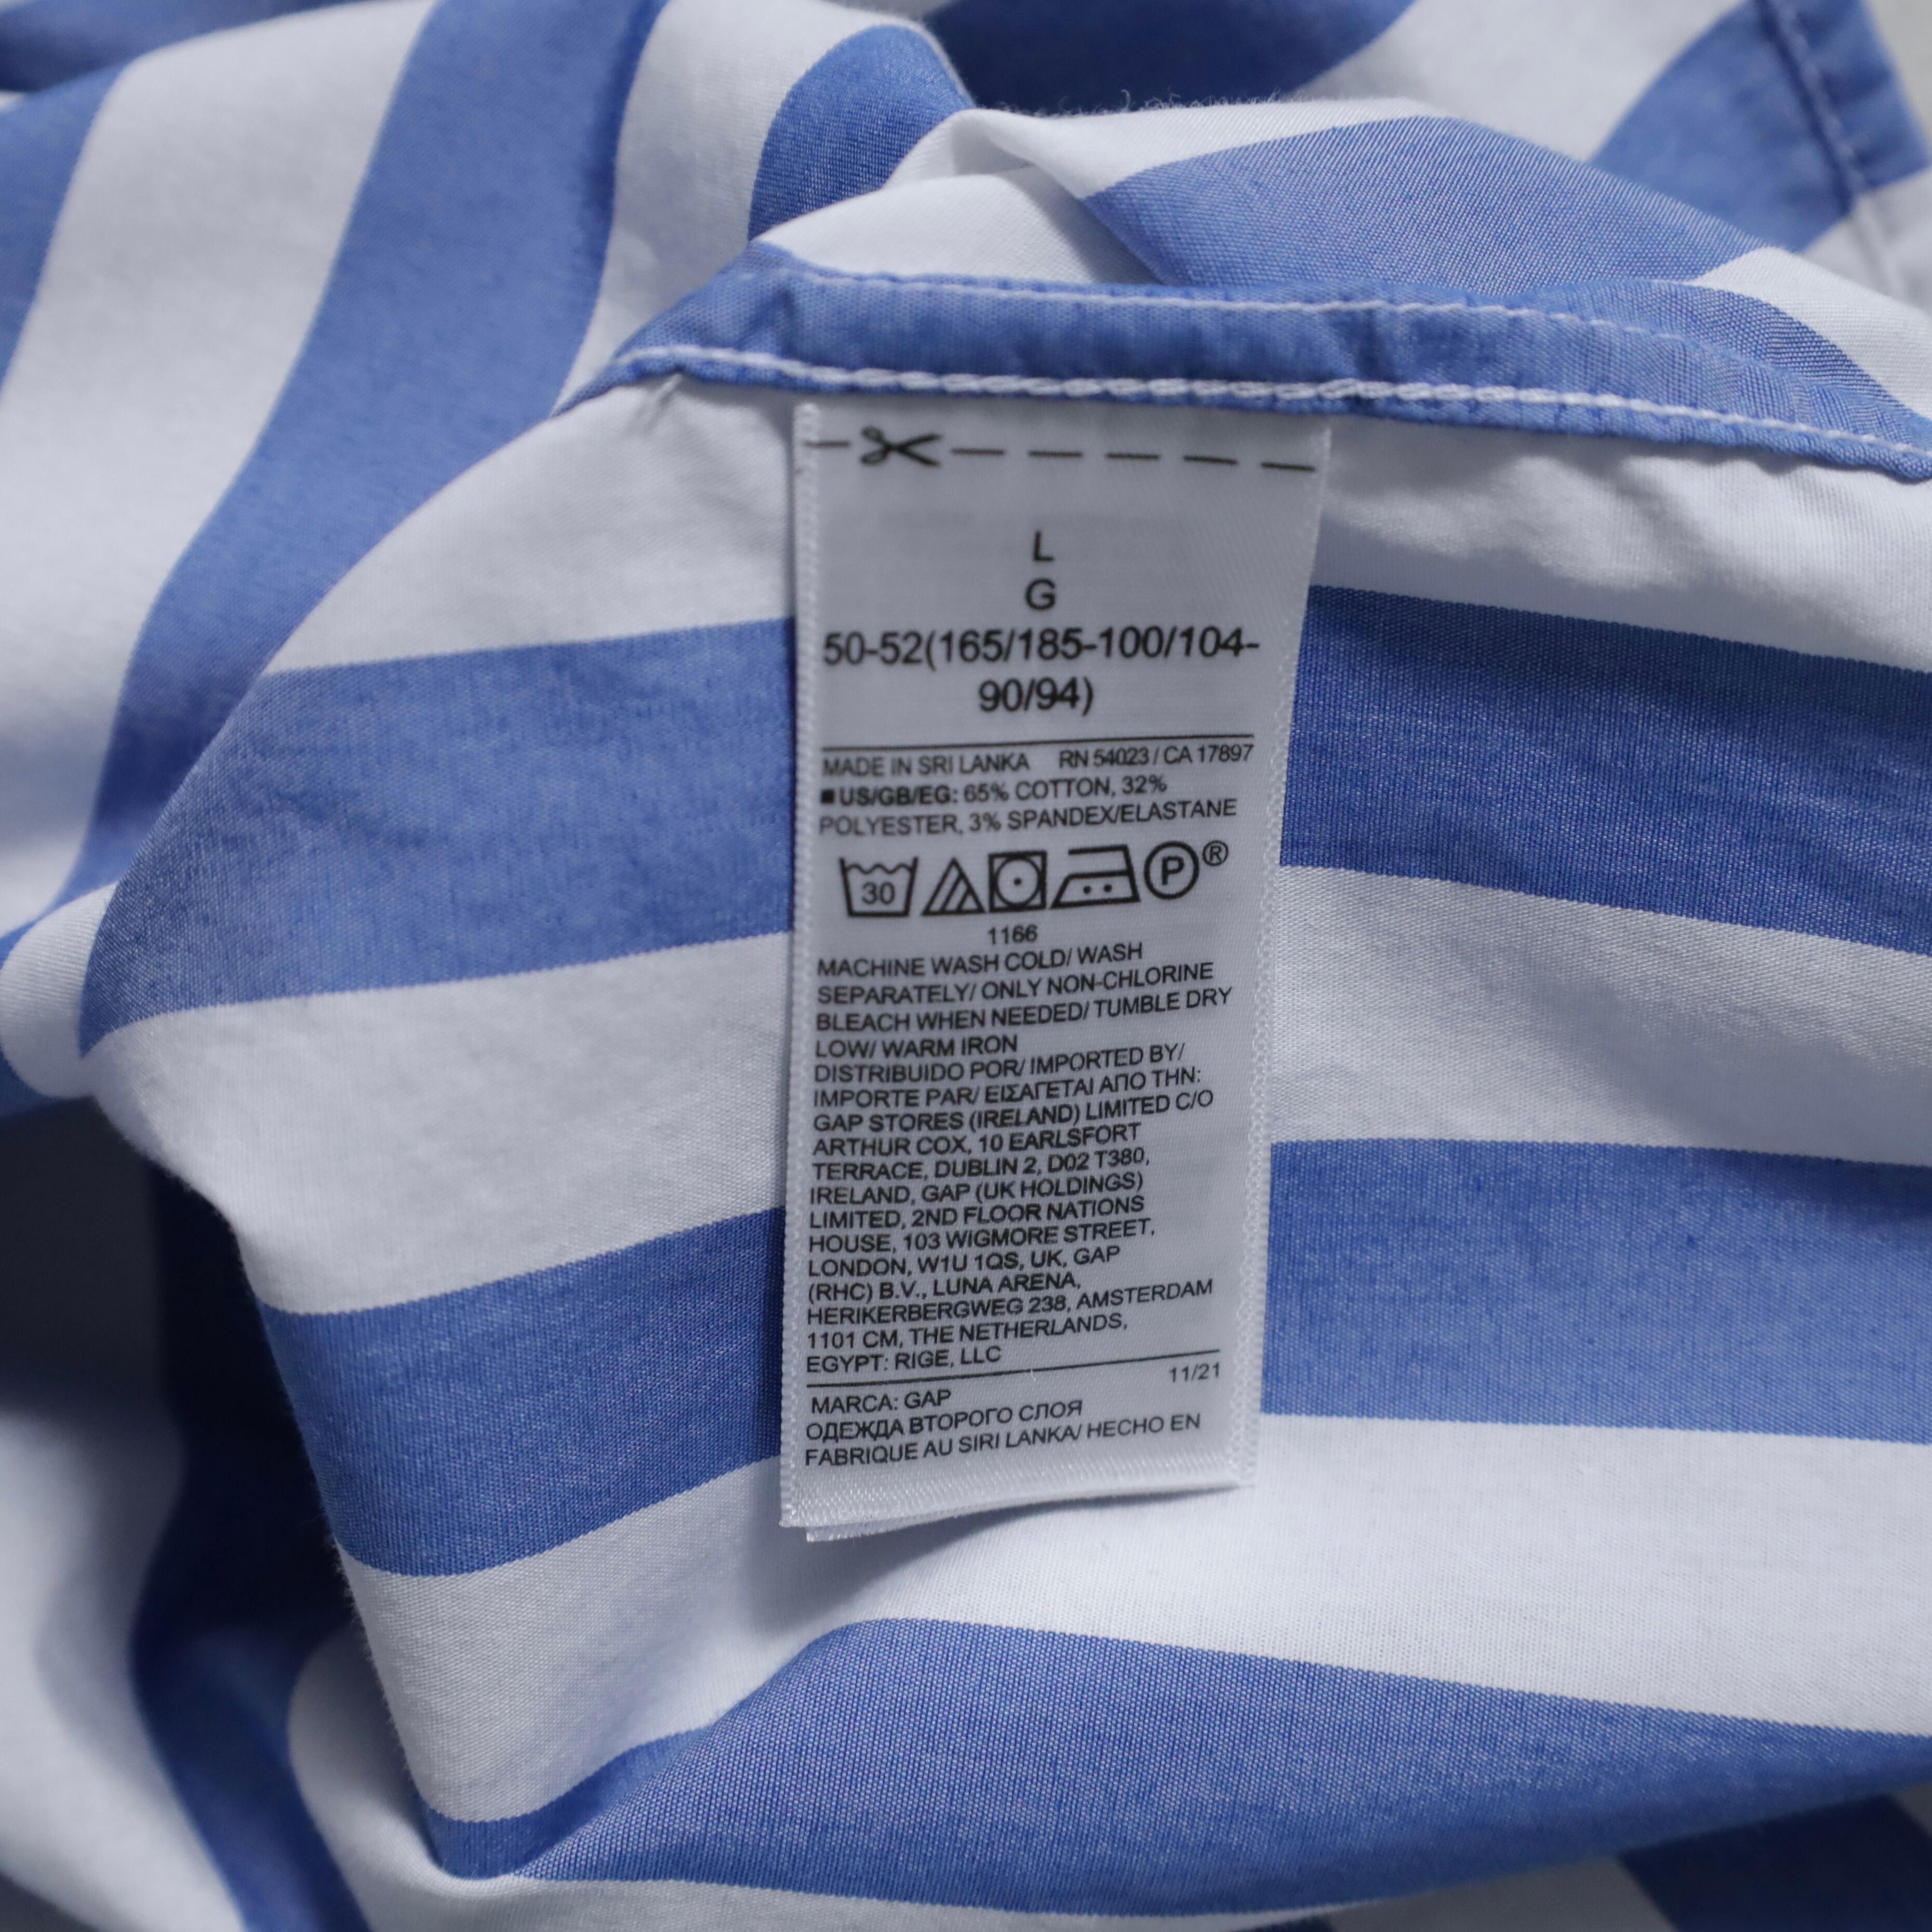 L
G
50-52(165/185-100/104-
90/94)
MADE IN SRI LANKA RN 54023 / CA 17897
■US/GB/EG: 65% COTTON, 32%
POLYESTER, 3% SPANDEX/ELASTANE
30 P®
1166
MACHINE WASH COLD/ WASH
SEPARATELY/ ONLY NON-CHLORINE
BLEACH WHEN NEEDED/ TUMBLE DRY
LOW/ WARM IRON
DISTRIBUIDO POR/ IMPORTED BY/
IMPORTE PAR/ ΕΙΣΑΓΕΤΑΙ ΑΠΟ ΤΗΝ:
GAP STORES (IRELAND) LIMITED C/O
ARTHUR COX, 10 EARLSFORT
TERRACE, DUBLIN 2, D02 T380,
IRELAND, GAP (UK HOLDINGS)
LIMITED, 2ND FLOOR NATIONS
HOUSE, 103 WIGMORE STREET,
LONDON, W1U 1QS, UK, GAP
(RHC) B.V., LUNA ARENA,
HERIKERBERGWEG 238, AMSTERDAM
1101 CM, THE NETHERLANDS,
EGYPT: RIGE, LLC
11/21
MARCA: GAP
ОДЕЖДА ВТОРОГО СЛОЯ
FABRIQUE AU SIRI LANKA/ HECHO EN